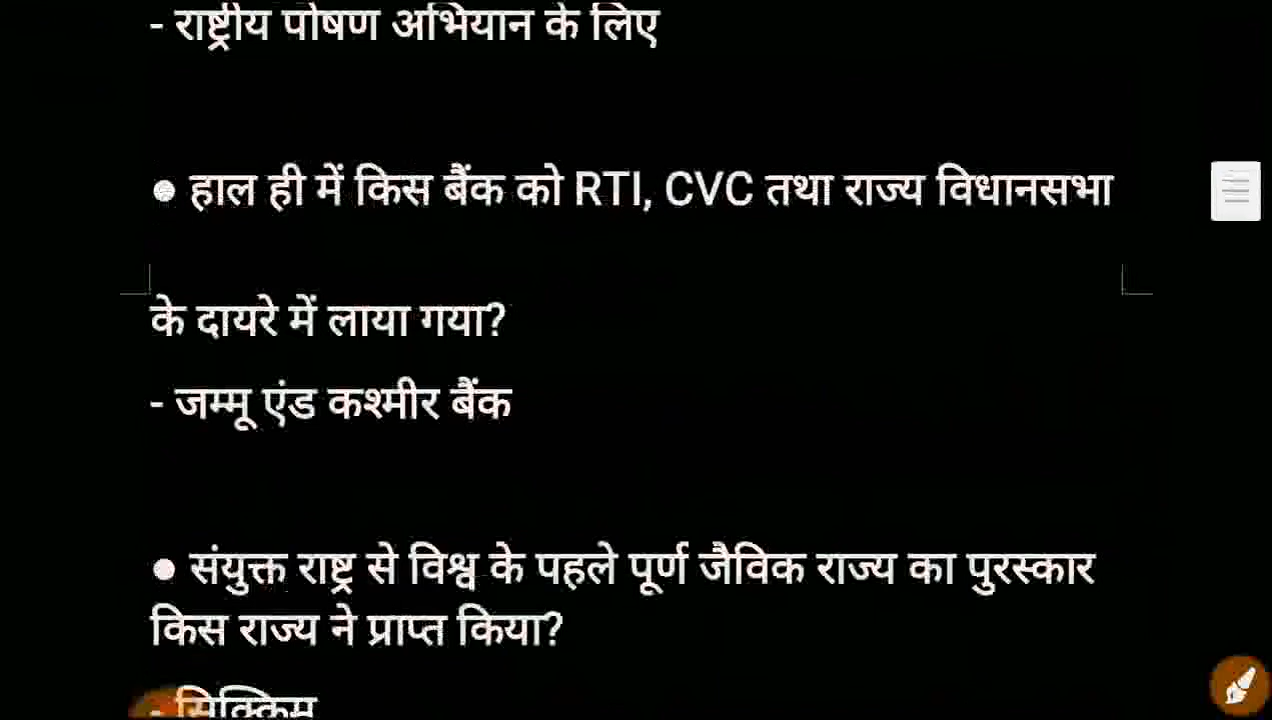 - राष्ट्रीय पोषण अभियान के लिए
● हाल ही में किस बैंक को RTI, CVC तथा राज्य विधानसभा
के दायरे में लाया गया?
- जम्मू एंड कश्मीर बैंक
● संयुक्त राष्ट्र से विश्व के पहले पूर्ण जैविक राज्य का पुरस्कार
किस राज्य ने प्राप्त किया?
- सिक्किम